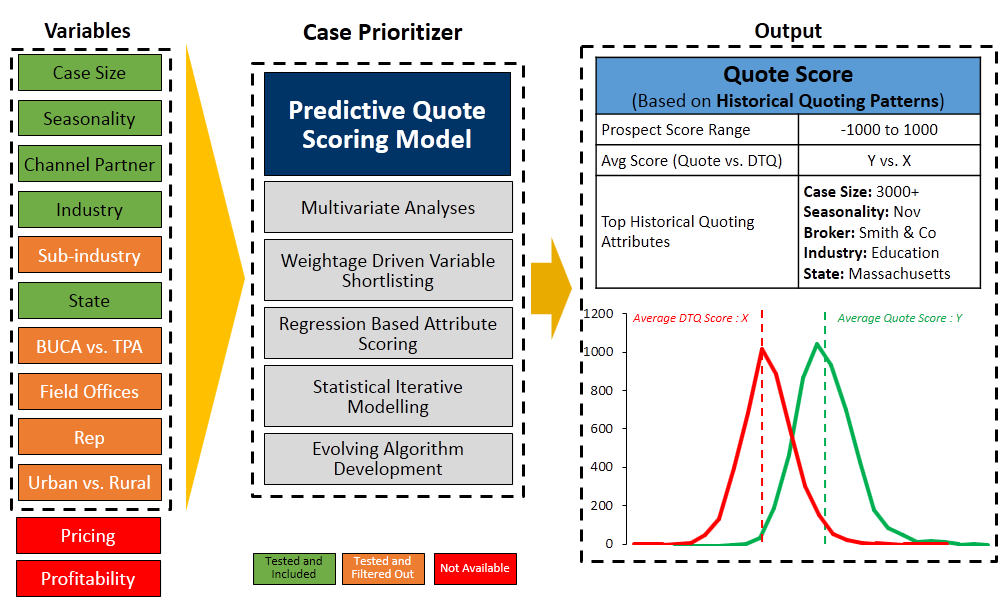 Variables
Case Size
Seasonality
Channel Partner
Industry
Sub-industry
State
BUCA vs. TPA
Field Offices
Rep
Urban vs. Rural
Pricing
Profitability
Case Prioritizer
Predictive Quote
Scoring Model
Multivariate Analyses
Weightage Driven Variable
Shortlisting
Regression Based Attribute
Scoring
Statistical Iterative
Modelling
Evolving Algorithm
Development
Tested and
Included
Tested and
Filtered Out
Not Available
Output
Quote Score
(Based on Historical Quoting Patterns)
Prospect Score Range
-1000 to 1000
Avg Score (Quote vs. DTQ)
Y vs. X
Top Historical Quoting
Attributes
Case Size: 3000+
Seasonality: Nov
Broker: Smith & Co
Industry: Education
State: Massachusetts
Average DTQ Score : X
Average Quote Score : Y
1200
1000
800
600
400
200
0